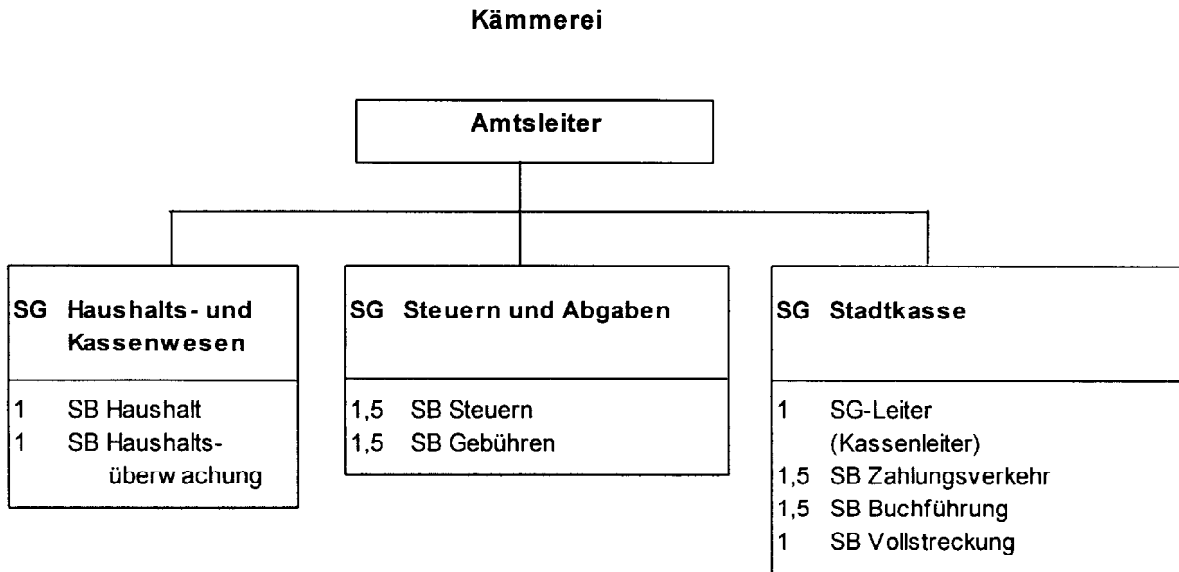 Kämmerei
Amtsleiter
SG Haushalts- und
Kassenwesen
1 SB Haushalt
1 SB Haushalts-
überwachung
SG Steuern und Abgaben
1,5 SB Steuern
1,5 SB Gebühren
SG Stadtkasse
1 SG-Leiter
(Kassenleiter)
1,5 SB Zahlungsverkehr
1,5 SB Buchführung
1 SB Vollstreckung